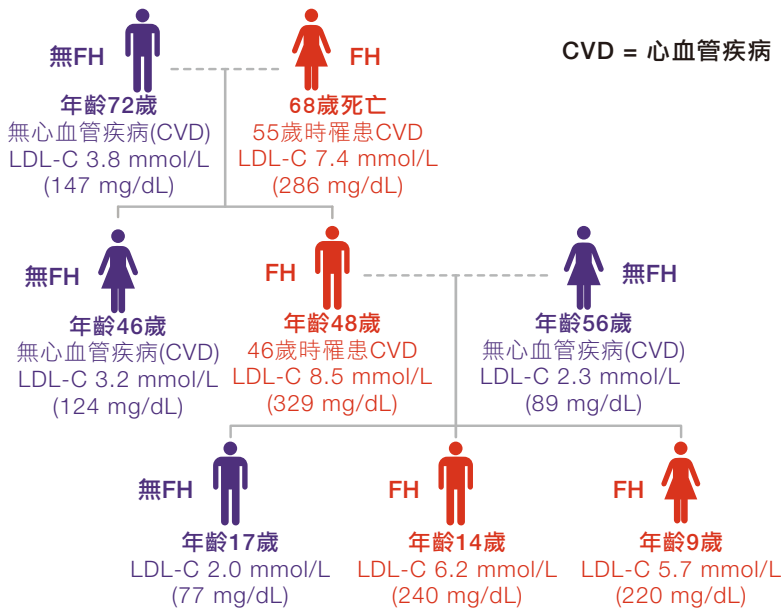 無FH
FH
CVD = 心血管疾病
年齡72歲
無心血管疾病(CVD)
LDL-C 3.8 mmol/L
(147 mg/dL)
68歲死亡
55歲時罹患CVD
LDL-C 7.4 mmol/L
(286 mg/dL)
無FH
FH
無FH
年齡46歲
無心血管疾病(CVD)
LDL-C 3.2 mmol/L
(124 mg/dL)
年齡48歲
46歲時罹患CVD
LDL-C 8.5 mmol/L
(329 mg/dL)
年齡56歲
無心血管疾病(CVD)
LDL-C 2.3 mmol/L
(89 mg/dL)
無FH
FH
FH
年齡17歲
LDL-C 2.0 mmol/L
(77 mg/dL)
年齡14歲
LDL-C 6.2 mmol/L
(240 mg/dL)
年齡9歲
LDL-C 5.7 mmol/L
(220 mg/dL)